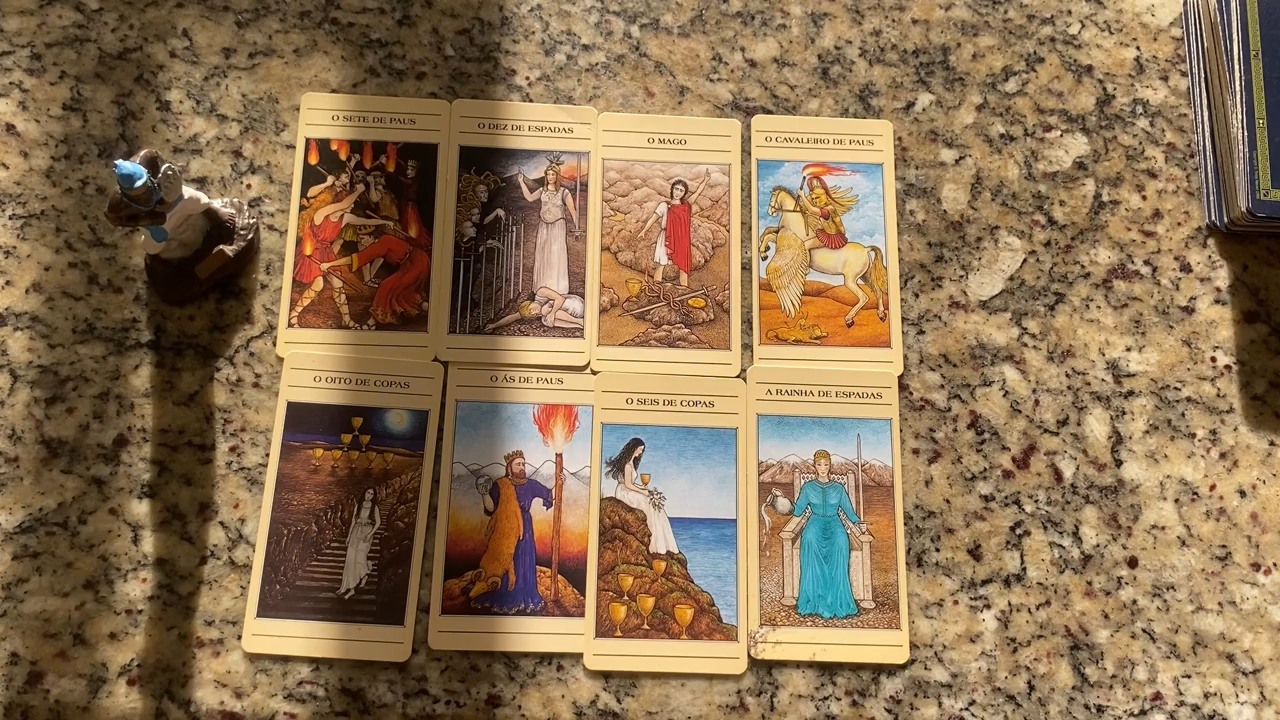 O SETE DE PAUS
O DEZ DE ESPADAS
O MAGO
O CAVALEIRO DE PAUS
O OITO DE COPAS
O ÁS DE PAUS
O SEIS DE COPAS
A RAINHA DE ESPADAS